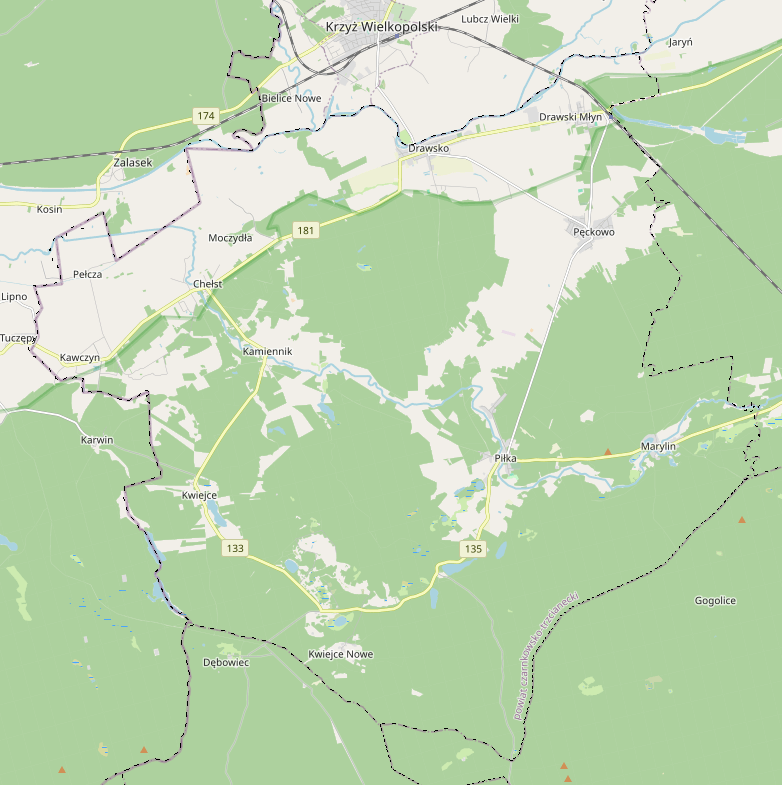 Lubcz Wielki
Krzyż Wielkopolski
Jaryń
Bielice Nowe
174
Drawski Młyn
Drawsko
Zalasek
Kosin
181
Pęckowo
Moczydła
Pełcza
Chełst
Lipno
Tuczępy
Kamiennik
Kawczyn
Karwin
Marylin
Piłka
Kwiejce
133
135
Gogolice
powiat czarnkowsko-trzcianecki
Kwiejce Nowe
Dębowiec